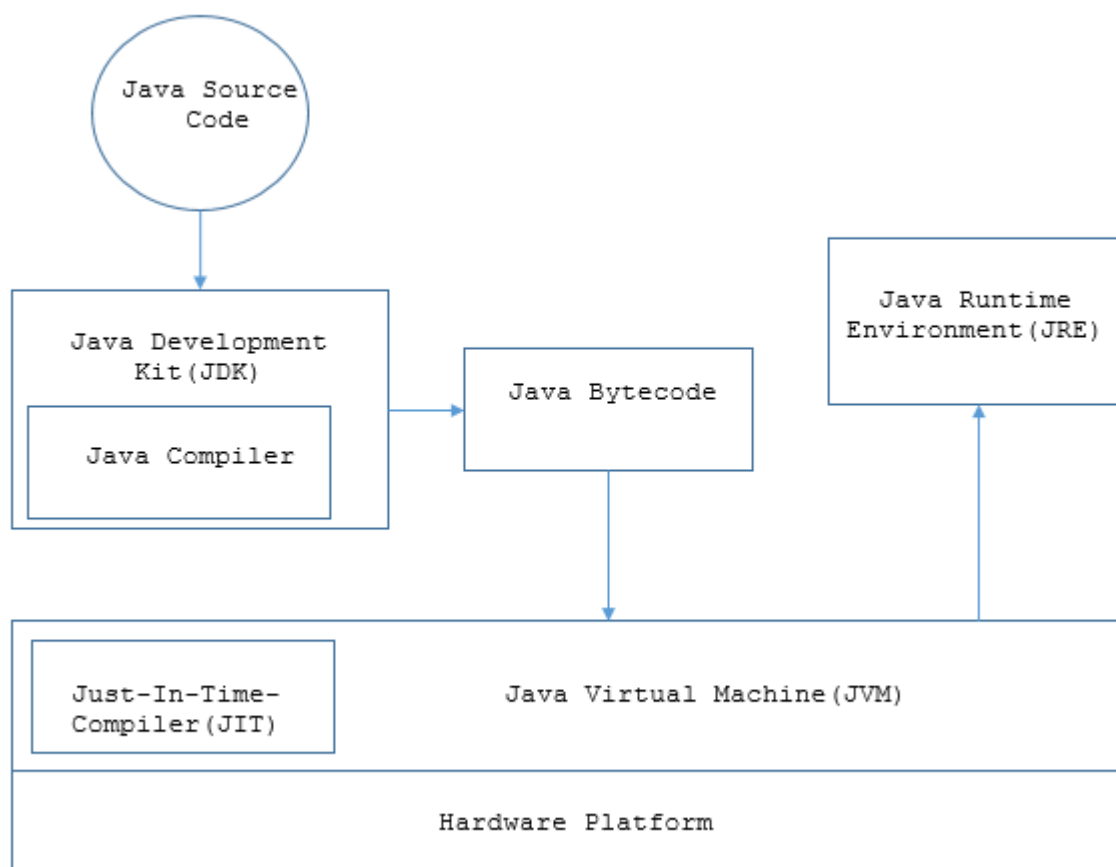 Java Source
Code
Java Development
Kit(JDK)
Java Compiler
Java Bytecode
Java Runtime
Environment(JRE)
Just-In-Time-
Compiler(JIT)
Java Virtual Machine(JVM)
Hardware Platform